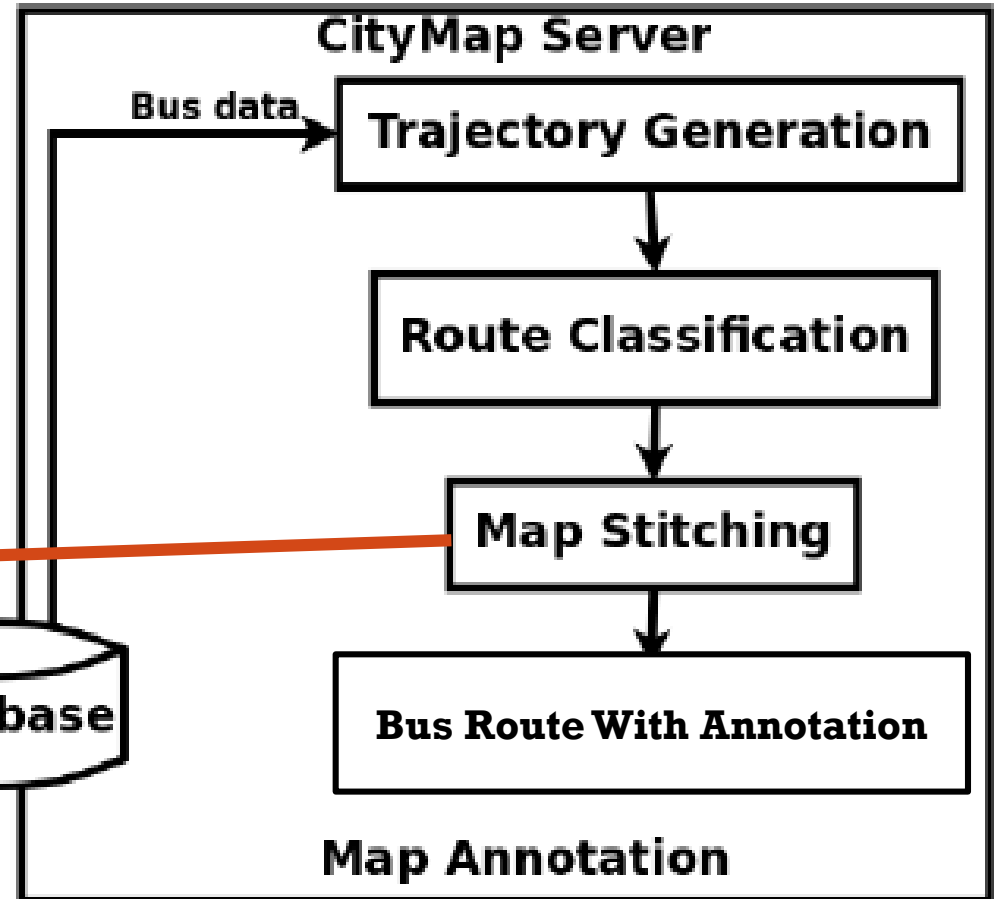 CityMap Server
Bus data
Trajectory Generation
Route Classification
Map Stitching
base
Bus Route With Annotation
Map Annotation